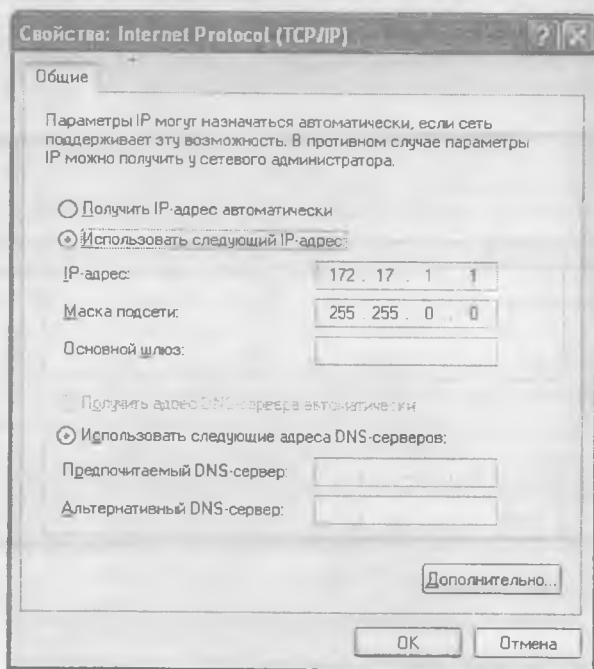 Свойства: Internet Protocol (TCP/IP)
Общие
Параметры IP могут назначаться автоматически, если сеть
поддерживает эту возможность. В противном случае параметры
IP можно получить у сетевого администратора.
Получить IP-адрес автоматически
Использовать следующий IP-адрес:
IP-адрес: 172 . 17 . 1 1
Маска подсети: 255 255 . 0 . 0
Основной шлюз:
Получить адрес DNS-сервера автоматически
Использовать следующие адреса DNS-серверов:
Предпочитаемый DNS-сервер:
Альтернативный DNS-сервер:
Дополнительно...
OK Отмена